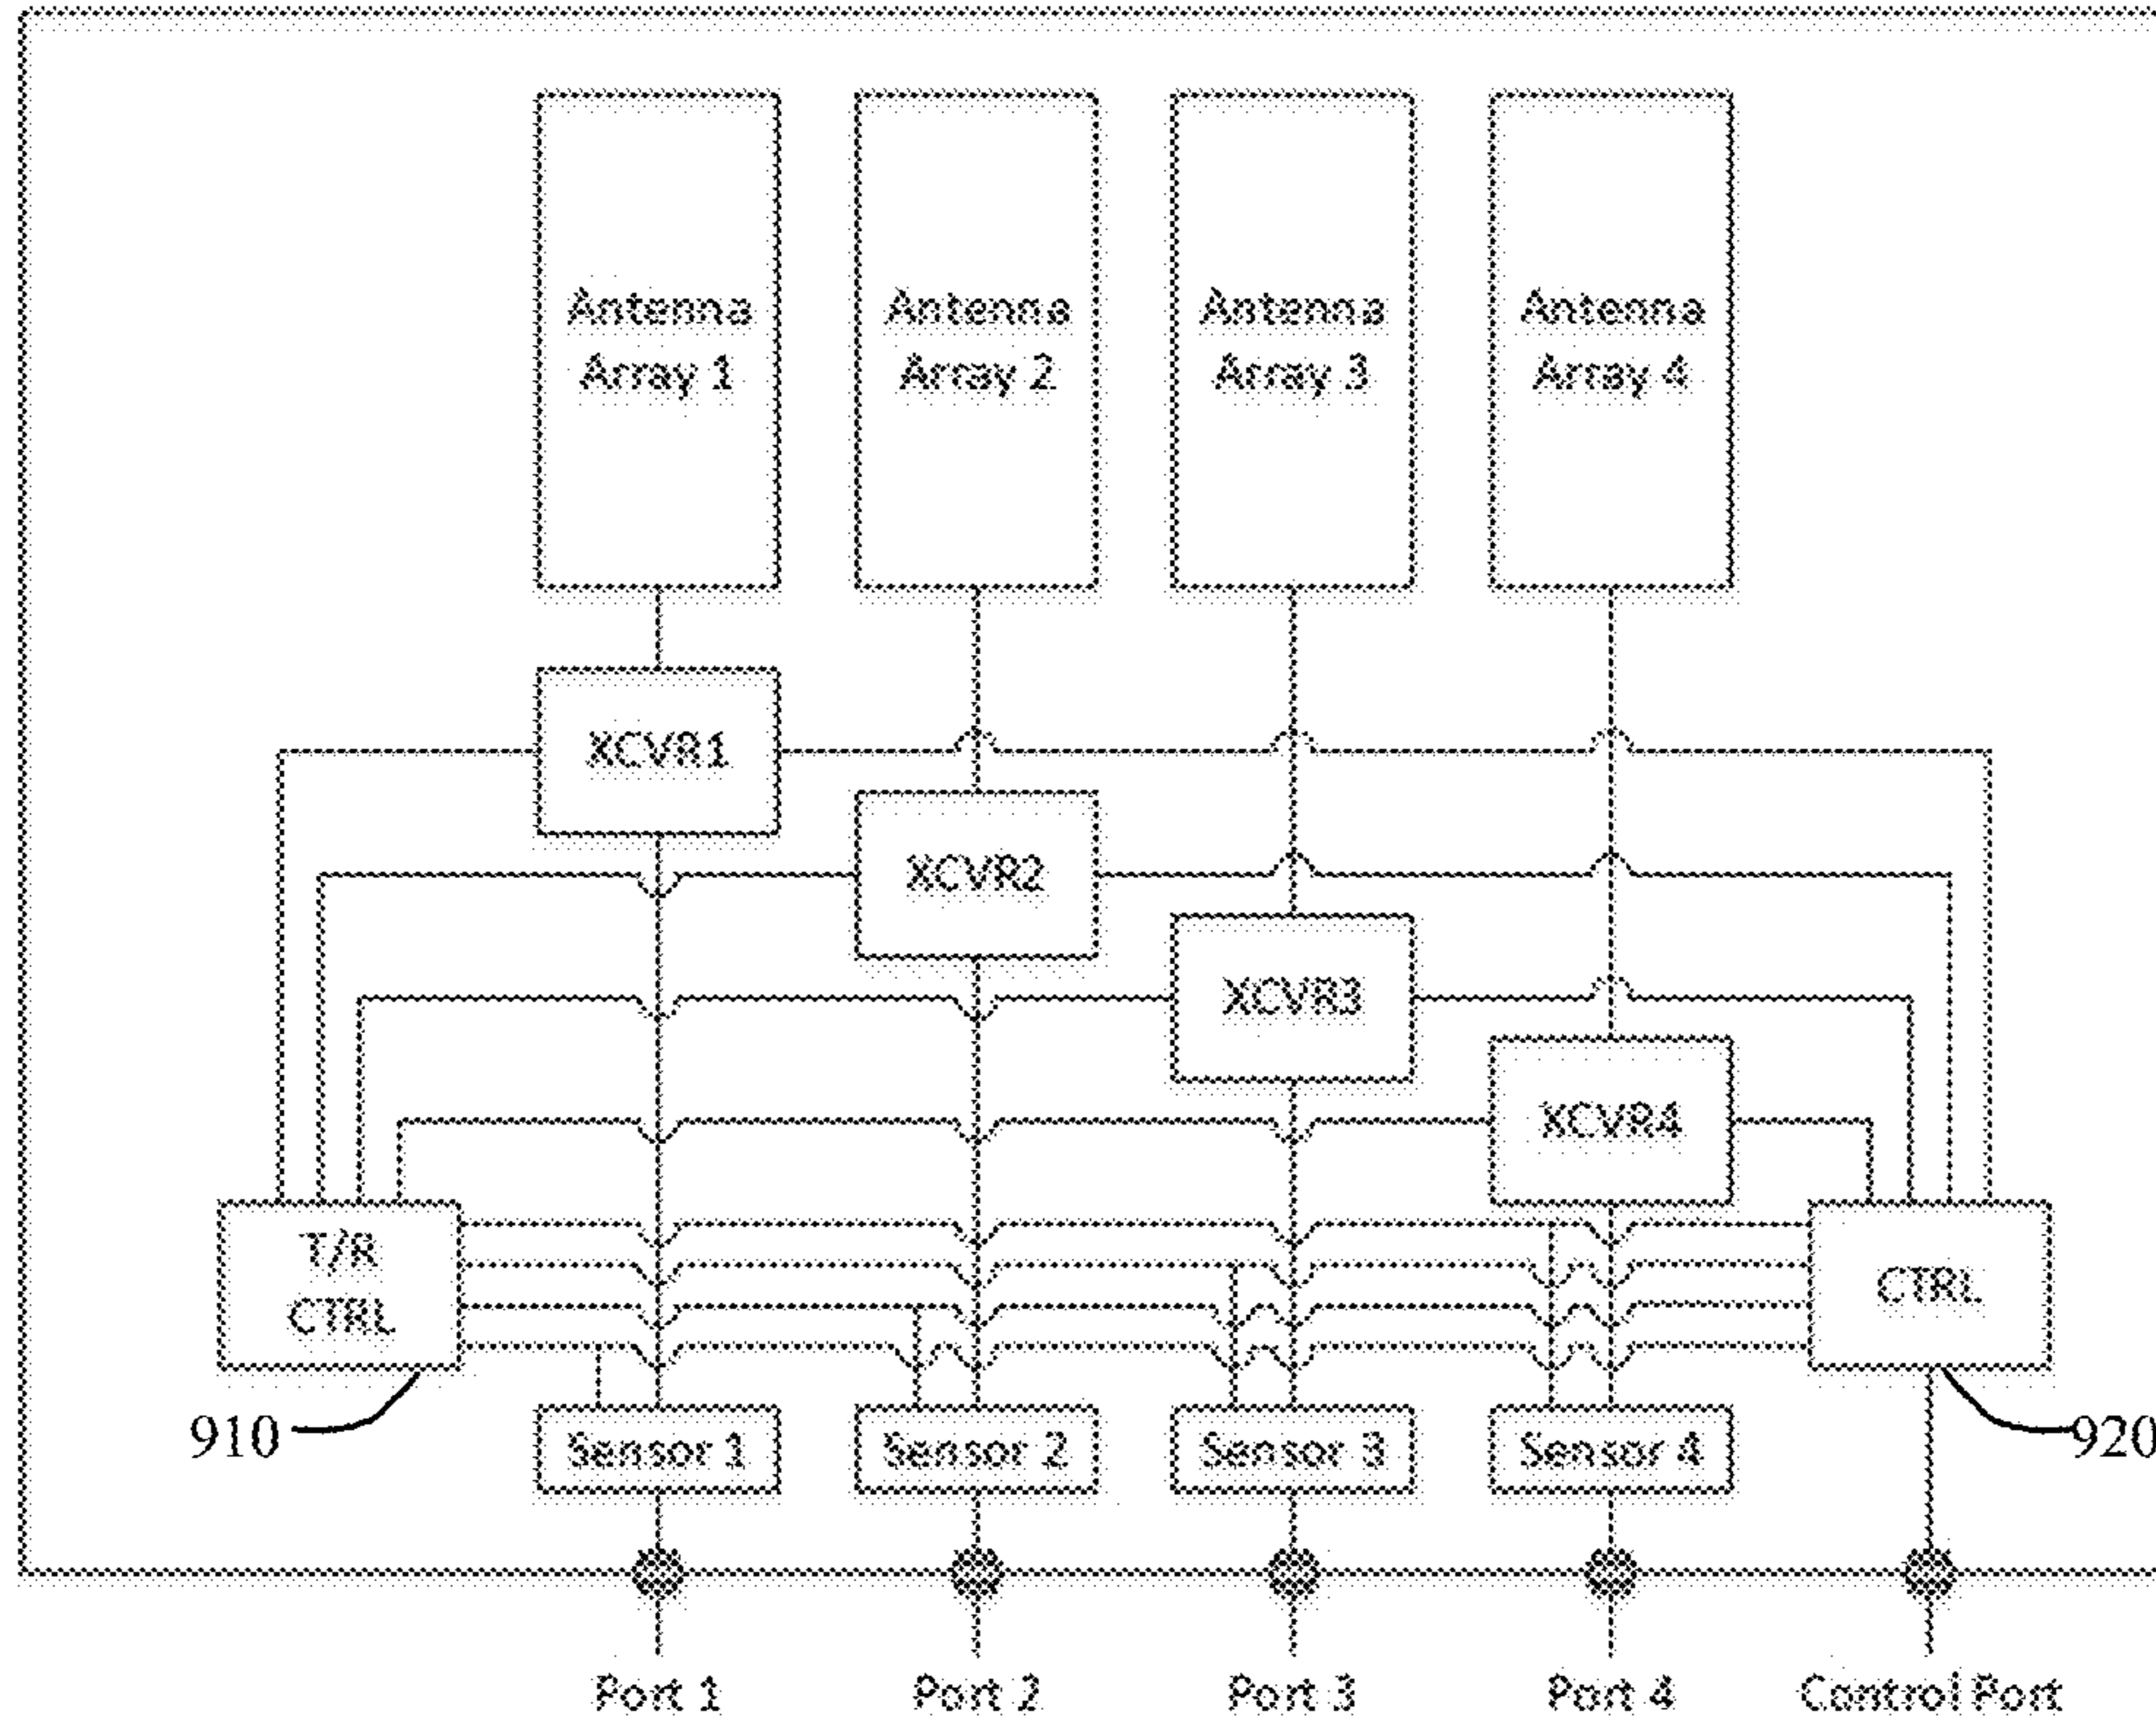 Antenna
Array 1
Antenna
Array 2
Antenna
Array 3
Antenna
Array 4
XCVR1
XCVR2
XCVR3
XCVR4
T/R
CTRL
CTRL
910
920
Sensor 1
Sensor 2
Sensor 3
Sensor 4
Port 1
Port 2
Port 3
Port 4
Control Port